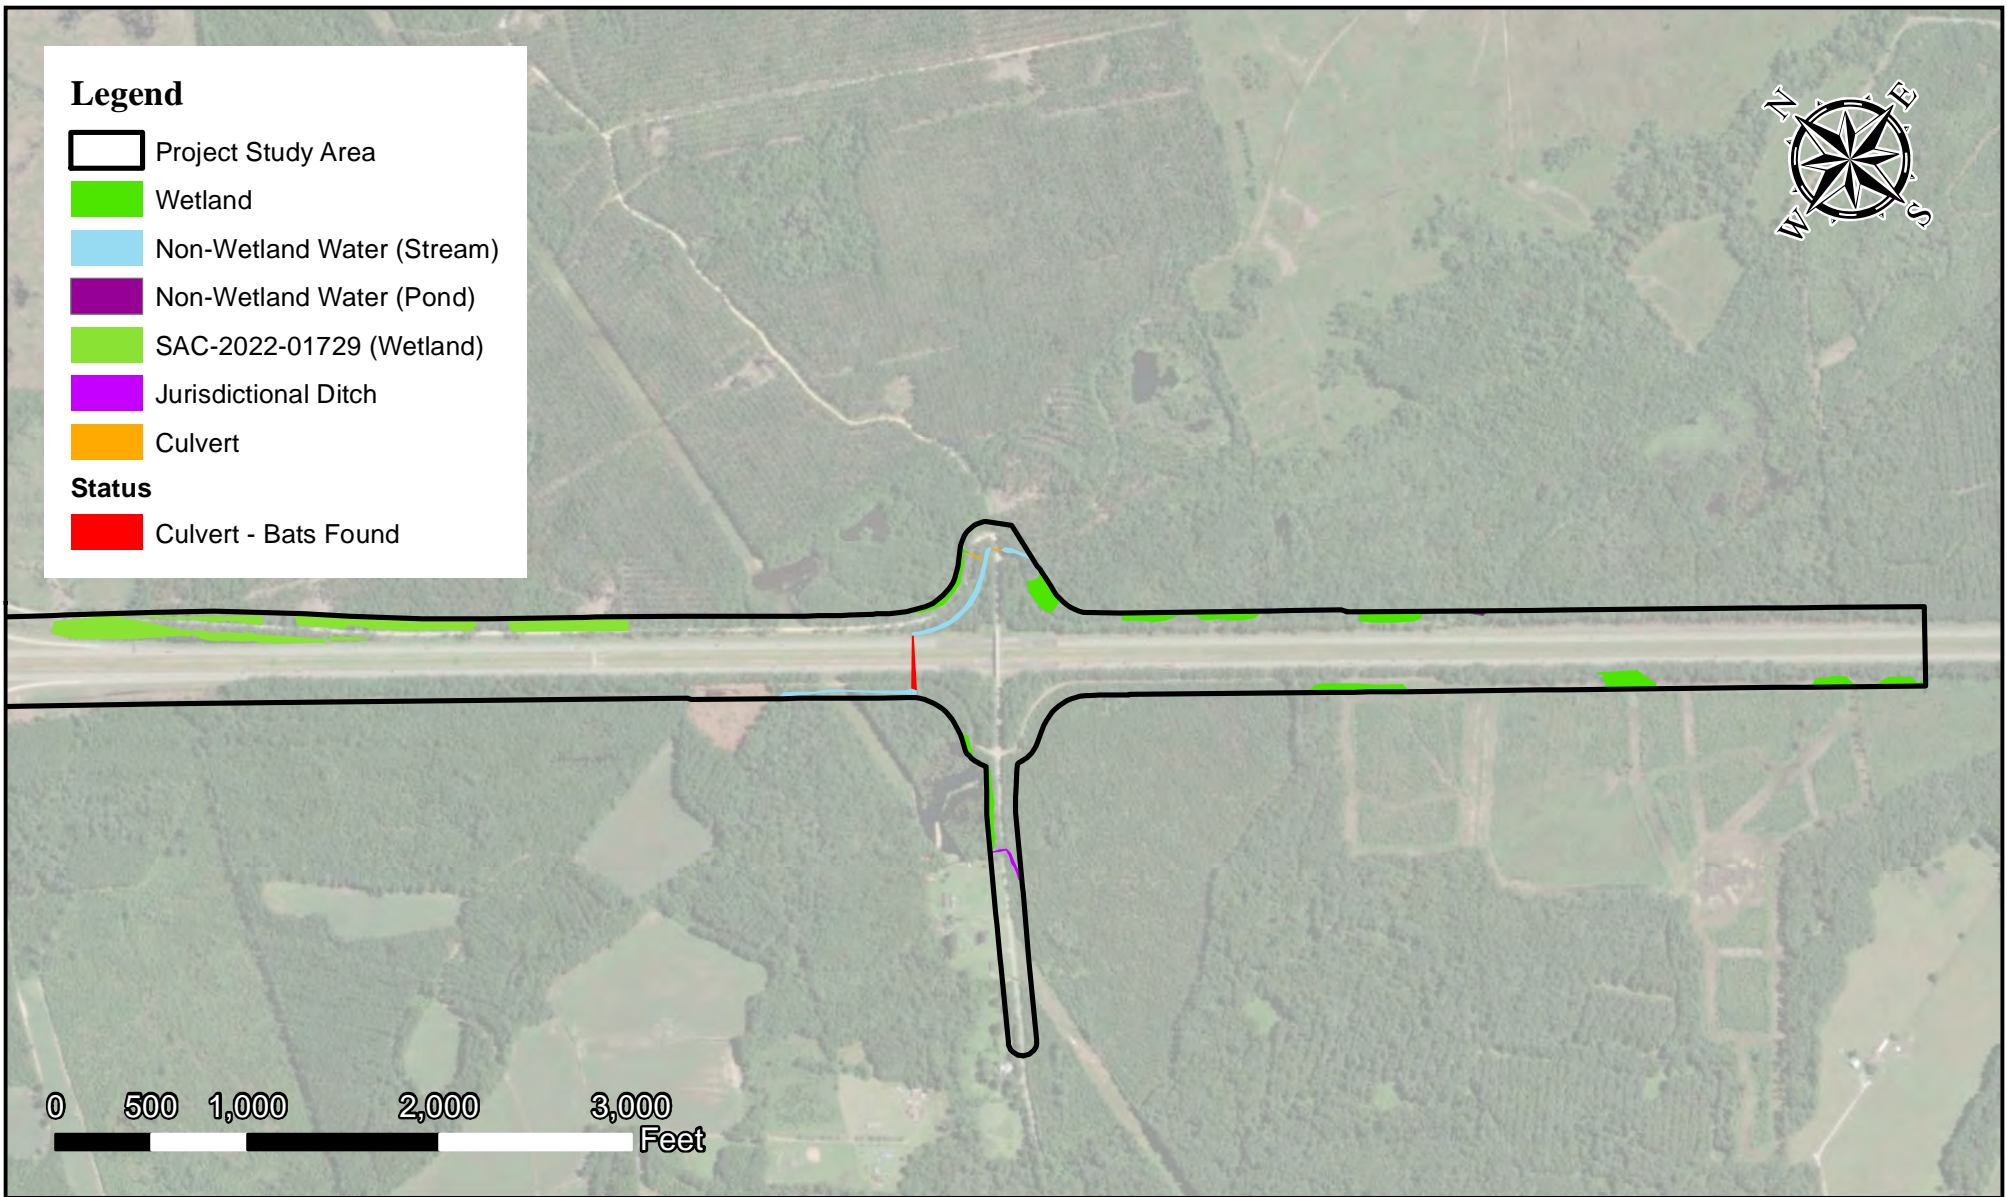 Legend
Project Study Area
Wetland
Non-Wetland Water (Stream)
Non-Wetland Water (Pond)
SAC-2022-01729 (Wetland)
Jurisdictional Ditch
Culvert
Status
Culvert - Bats Found
N E
W S
0 500 1,000 2,000 3,000
Feet